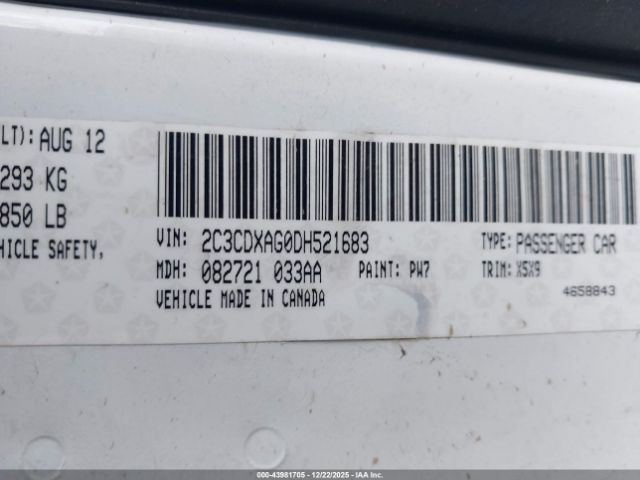 LT): AUG 12
293 KG
850 LB
HICLE SAFETY,
VIN: 2C3CDXAG0DH521683
TYPE: PASSENGER CAR
MDH: 082721 033AA
PAINT: PW7
TRIM: X5X9
VEHICLE MADE IN CANADA
4658843
000-43981705 - 12/22/2025 - IAA Inc.